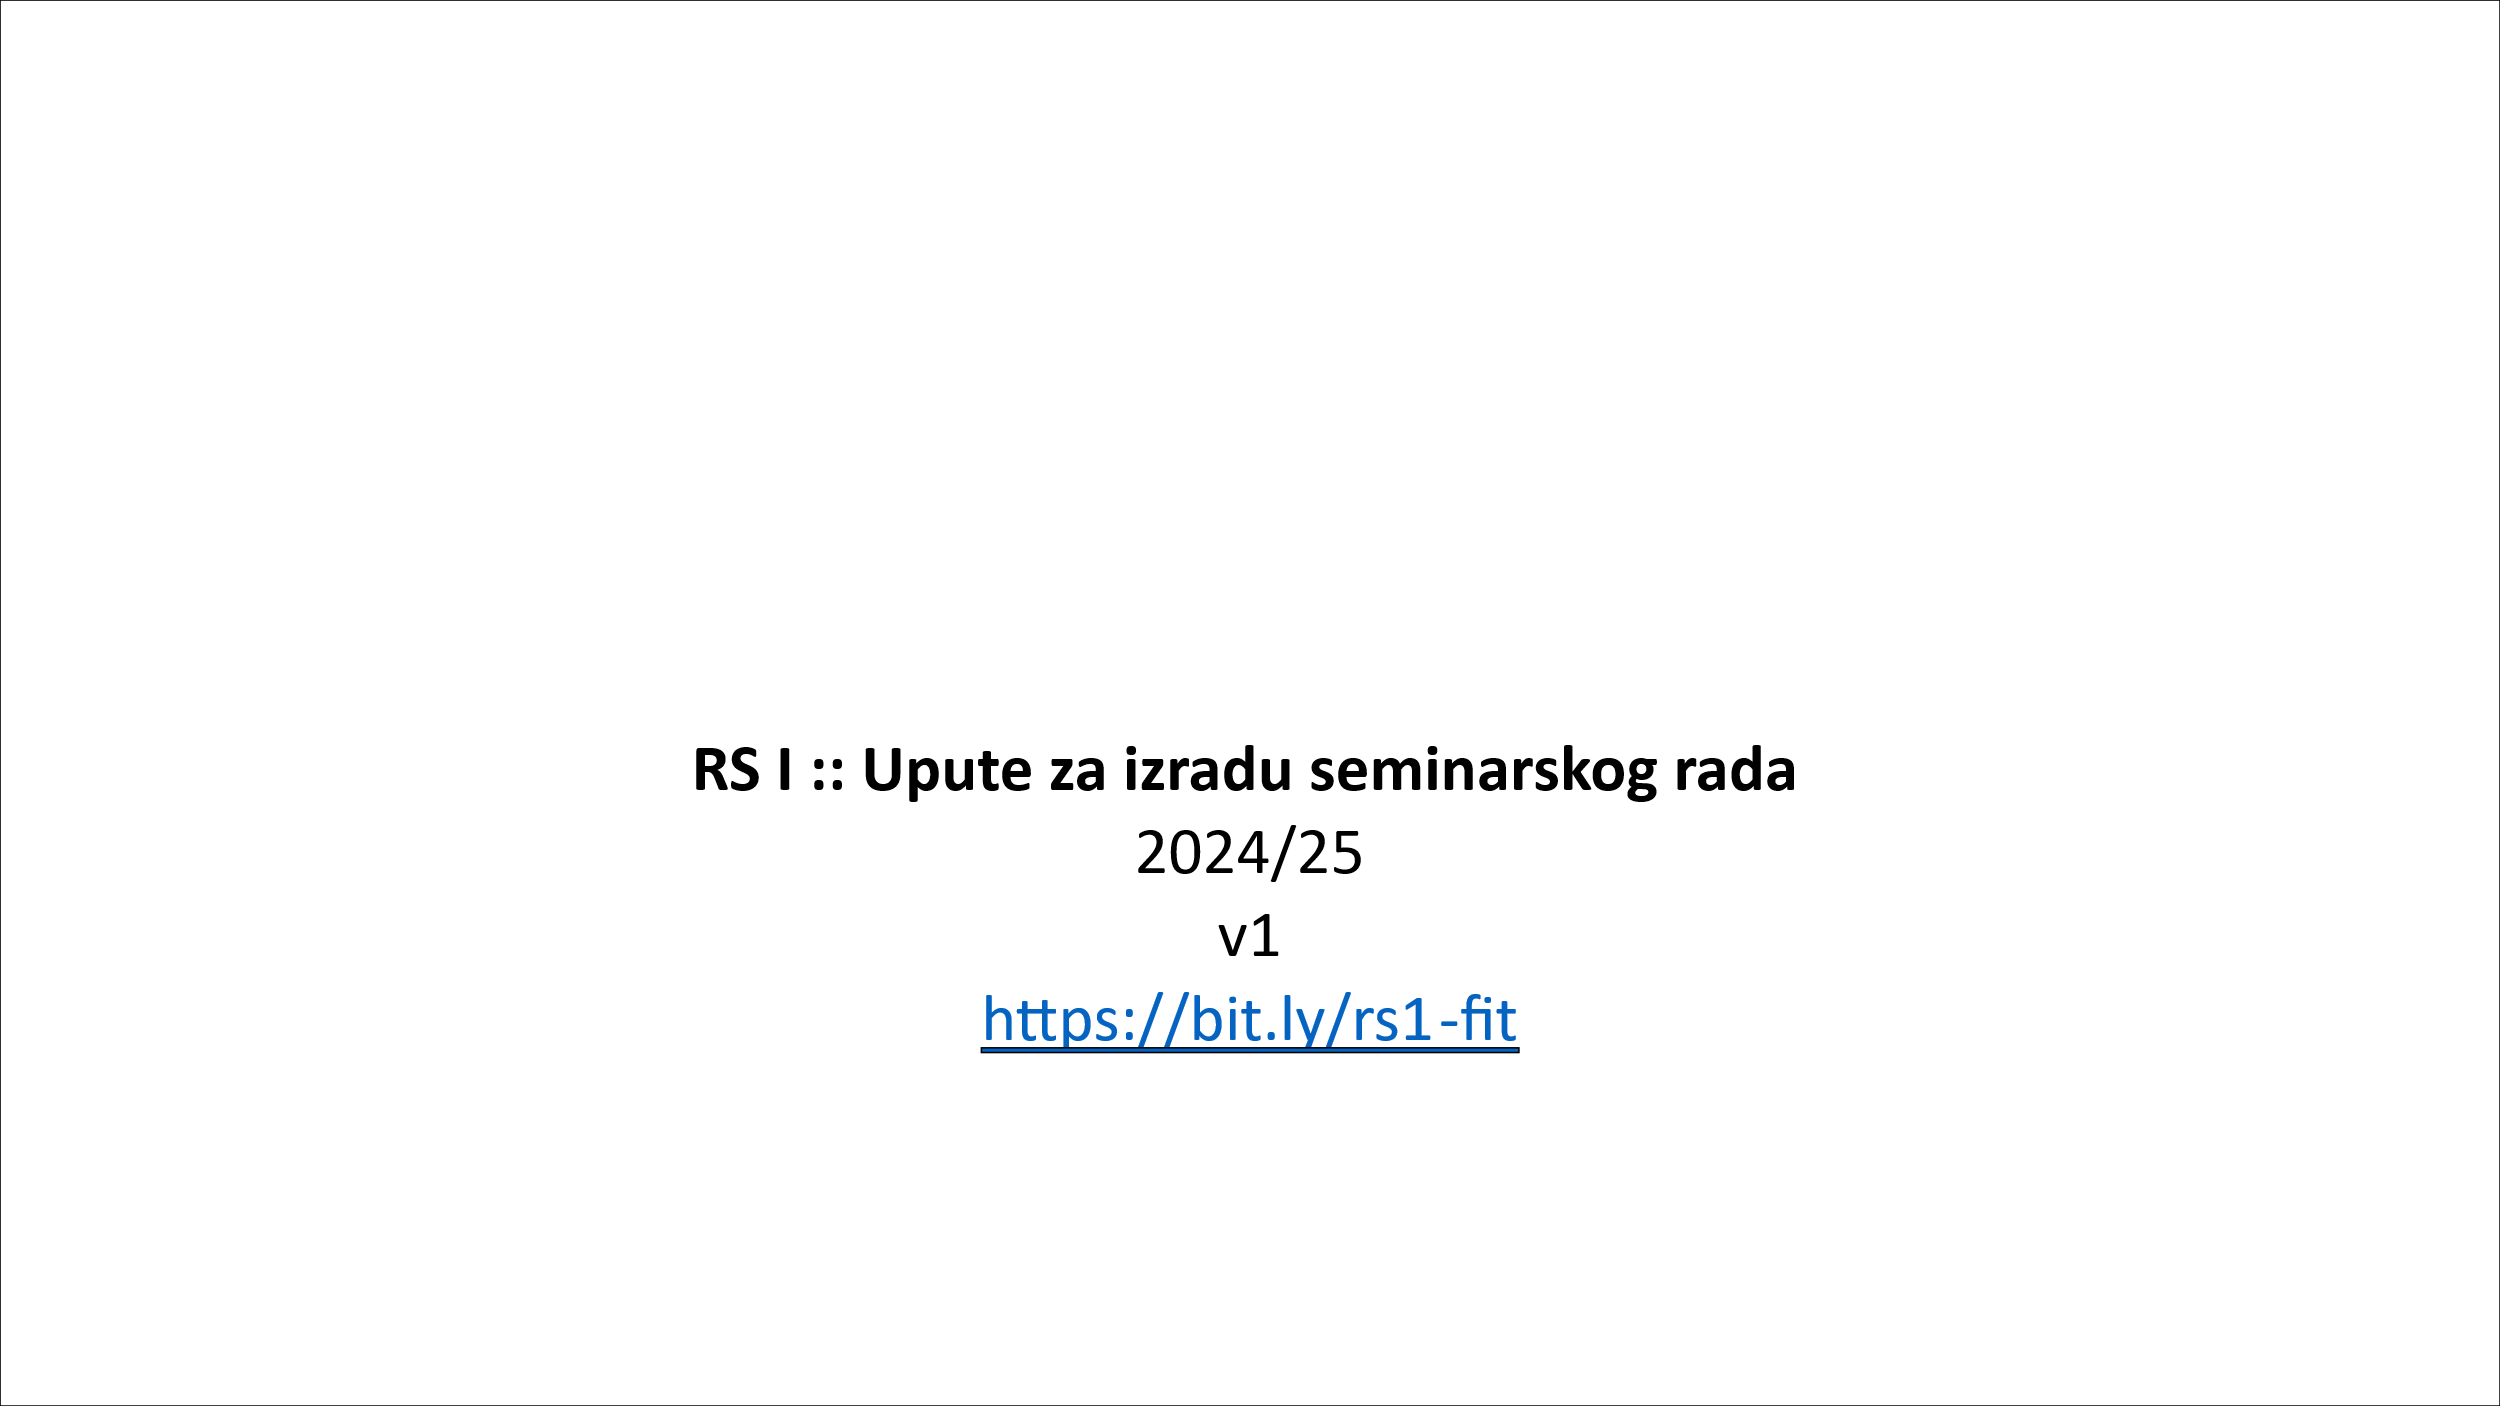 RS I :: Upute za izradu seminarskog rada
2024/25
v1
https://bit.ly/rs1-fit